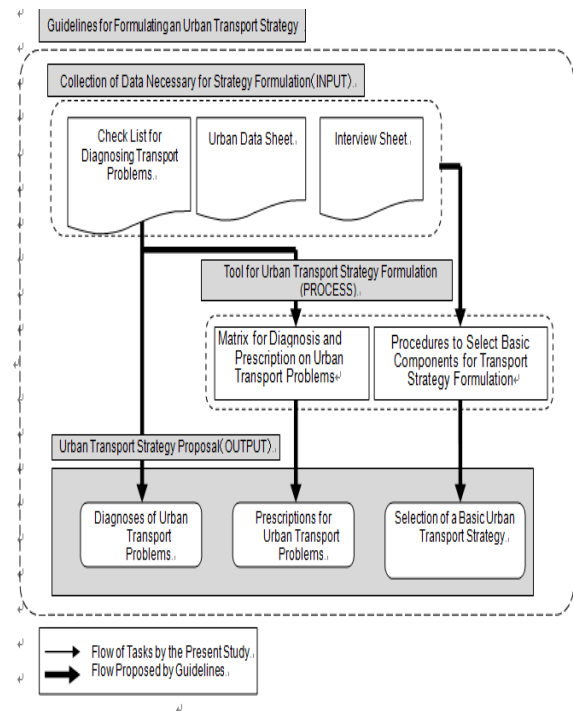 Guidelines for Formulating an Urban Transport Strategy
Collection of Data Necessary for Strategy Formulation(INPUT).
Check List for
Diagnosing Transport
Problems.
Urban Data Sheet.
Interview Sheet.
Tool for Urban Transport Strategy Formulation
(PROCESS).
Matrix for Diagnosis and
Prescription on Urban
Transport Problems
Procedures to Select Basic
Components for Transport
Strategy Formulation
Urban Transport Strategy Proposal(OUTPUT).
Diagnoses of Urban
Transport
Problems.
Prescriptions for
Urban Transport
Problems.
Selection of a Basic Urban
Transport Strategy.
Flow of Tasks by the Present Study.
Flow Proposed by Guidelines.